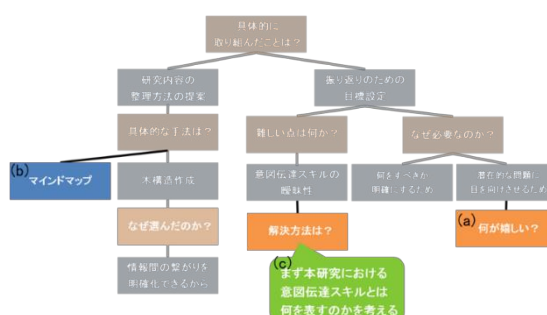 具体的に
取り組んだことは？
研究内容の
整理方法の提案
振り返りのための
目標設定
具体的な手法は？
難しい点は何か？
なぜ必要なのか？
(b)
マインドマップ
木構造作成
意図伝達スキルの
曖昧性
何をすべきか
明確にするため
潜在的な問題に
目を向けさせるため
なぜ選んだのか？
解決方法は？
(a)
何が嬉しい？
情報間の繋がりを
明確化できるから
(c)
まず本研究における
意図伝達スキルとは
何を表すのかを考える